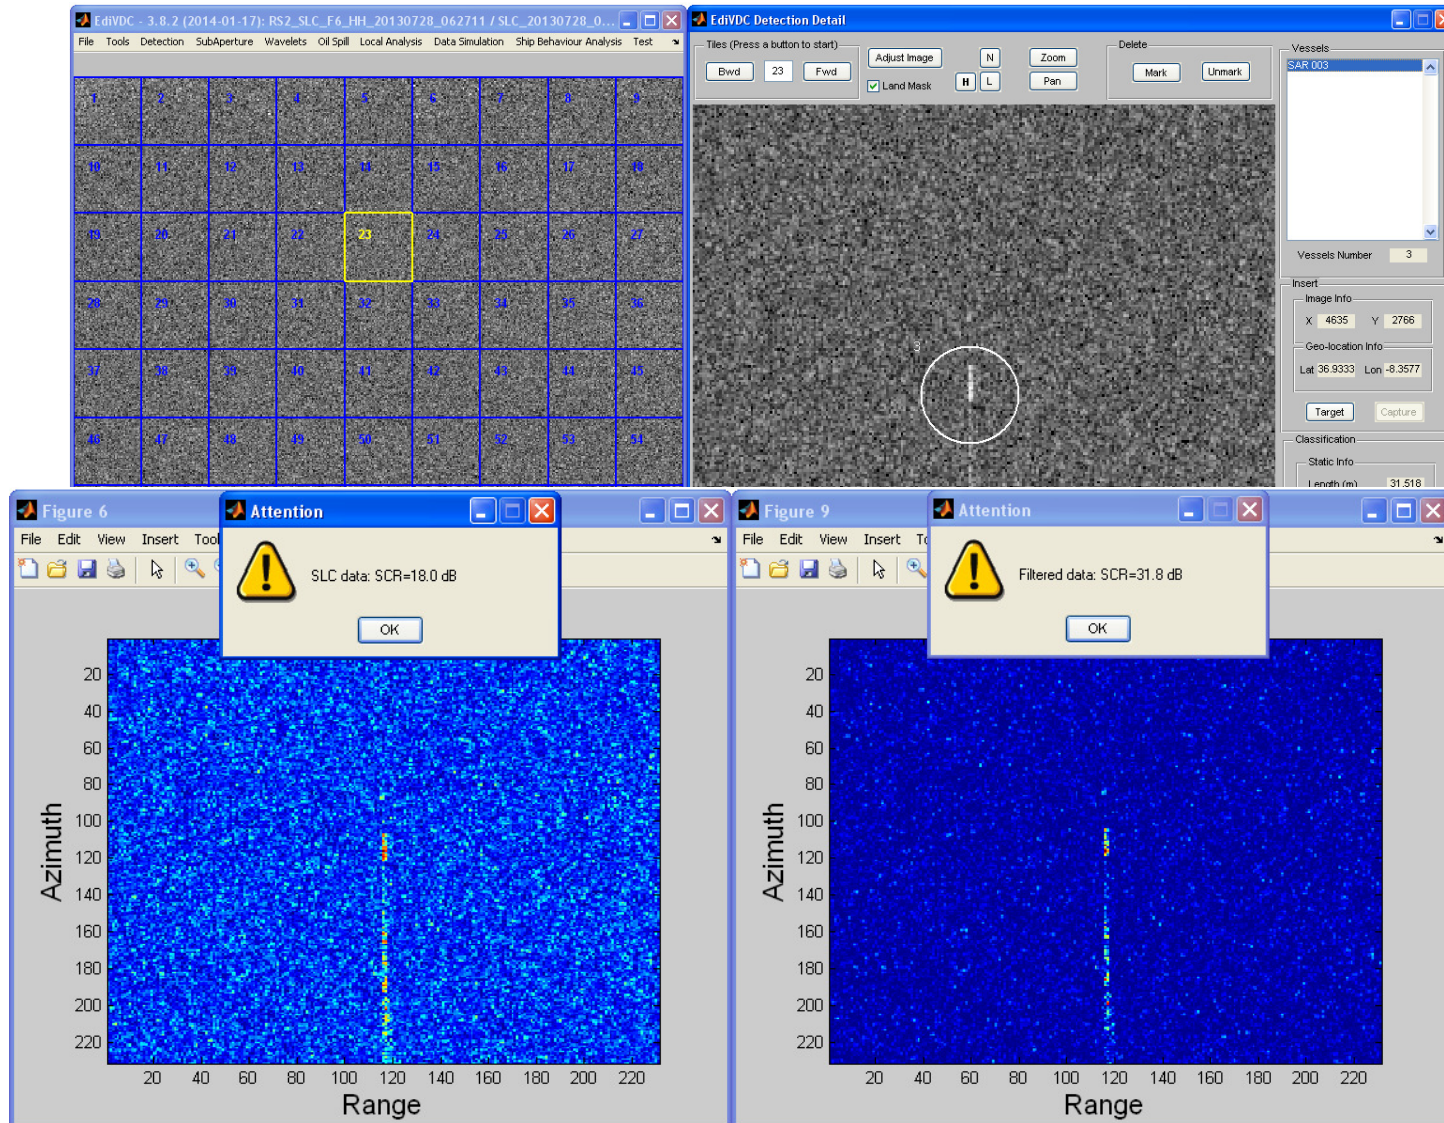 EdiVDC - 3.8.2 (2014-01-17): RS2_SLC_F6_HH_20130728_062711 / SLC_20130728_0...
File Tools Detection SubAperture Wavelets Oil Spill Local Analysis Data Simulation Ship Behaviour Analysis Test
1 2 3 4 5 6 7 8 9
10 11 12 13 14 15 16 17 18
19 20 21 22 23 24 25 26 27
28 29 30 31 32 33 34 35 36
37 38 39 40 41 42 43 44 45
46 47 48 49 50 51 52 53 54
EdiVDC Detection Detail
Tiles (Press a button to start)
Bwd 23 Fwd
Adjust Image
Land Mask
N
H L
Zoom
Pan
Delete
Mark Unmark
3
Vessels
SAR 003
Vessels Number 3
Insert
Image Info
X 4635 Y 2766
Geo-location Info
Lat 36.9333 Lon -8.3577
Target Capture
Classification
Static Info
Length (m) 31.518
Figure 6
File Edit View Insert Tool
Attention
SLC data: SCR=18.0 dB
OK
20
40
60
80
100
120
140
160
180
200
220
Azimuth
20 40 60 80 100 120 140 160 180 200 220
Range
Figure 9
File Edit View Insert To
Attention
Filtered data: SCR=31.8 dB
OK
20
40
60
80
100
120
140
160
180
200
220
Azimuth
20 40 60 80 100 120 140 160 180 200 220
Range